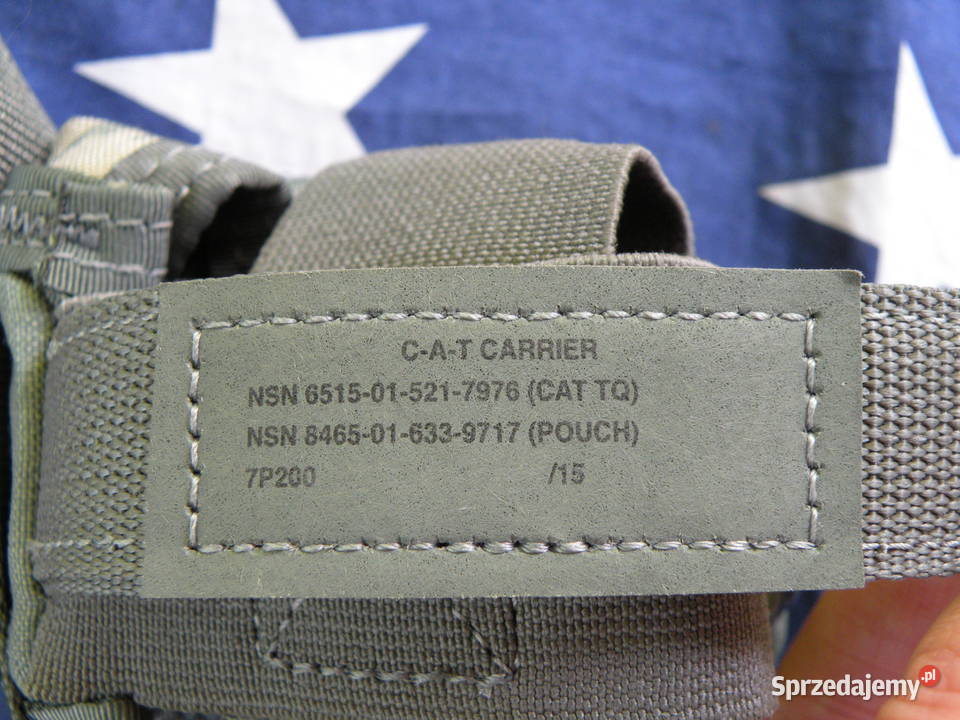 C-A-T CARRIER
NSN 6515-01-521-7976 (CAT TQ)
NSN 8465-01-633-9717 (POUCH)
7P200 /15
Sprzedajemy.pl